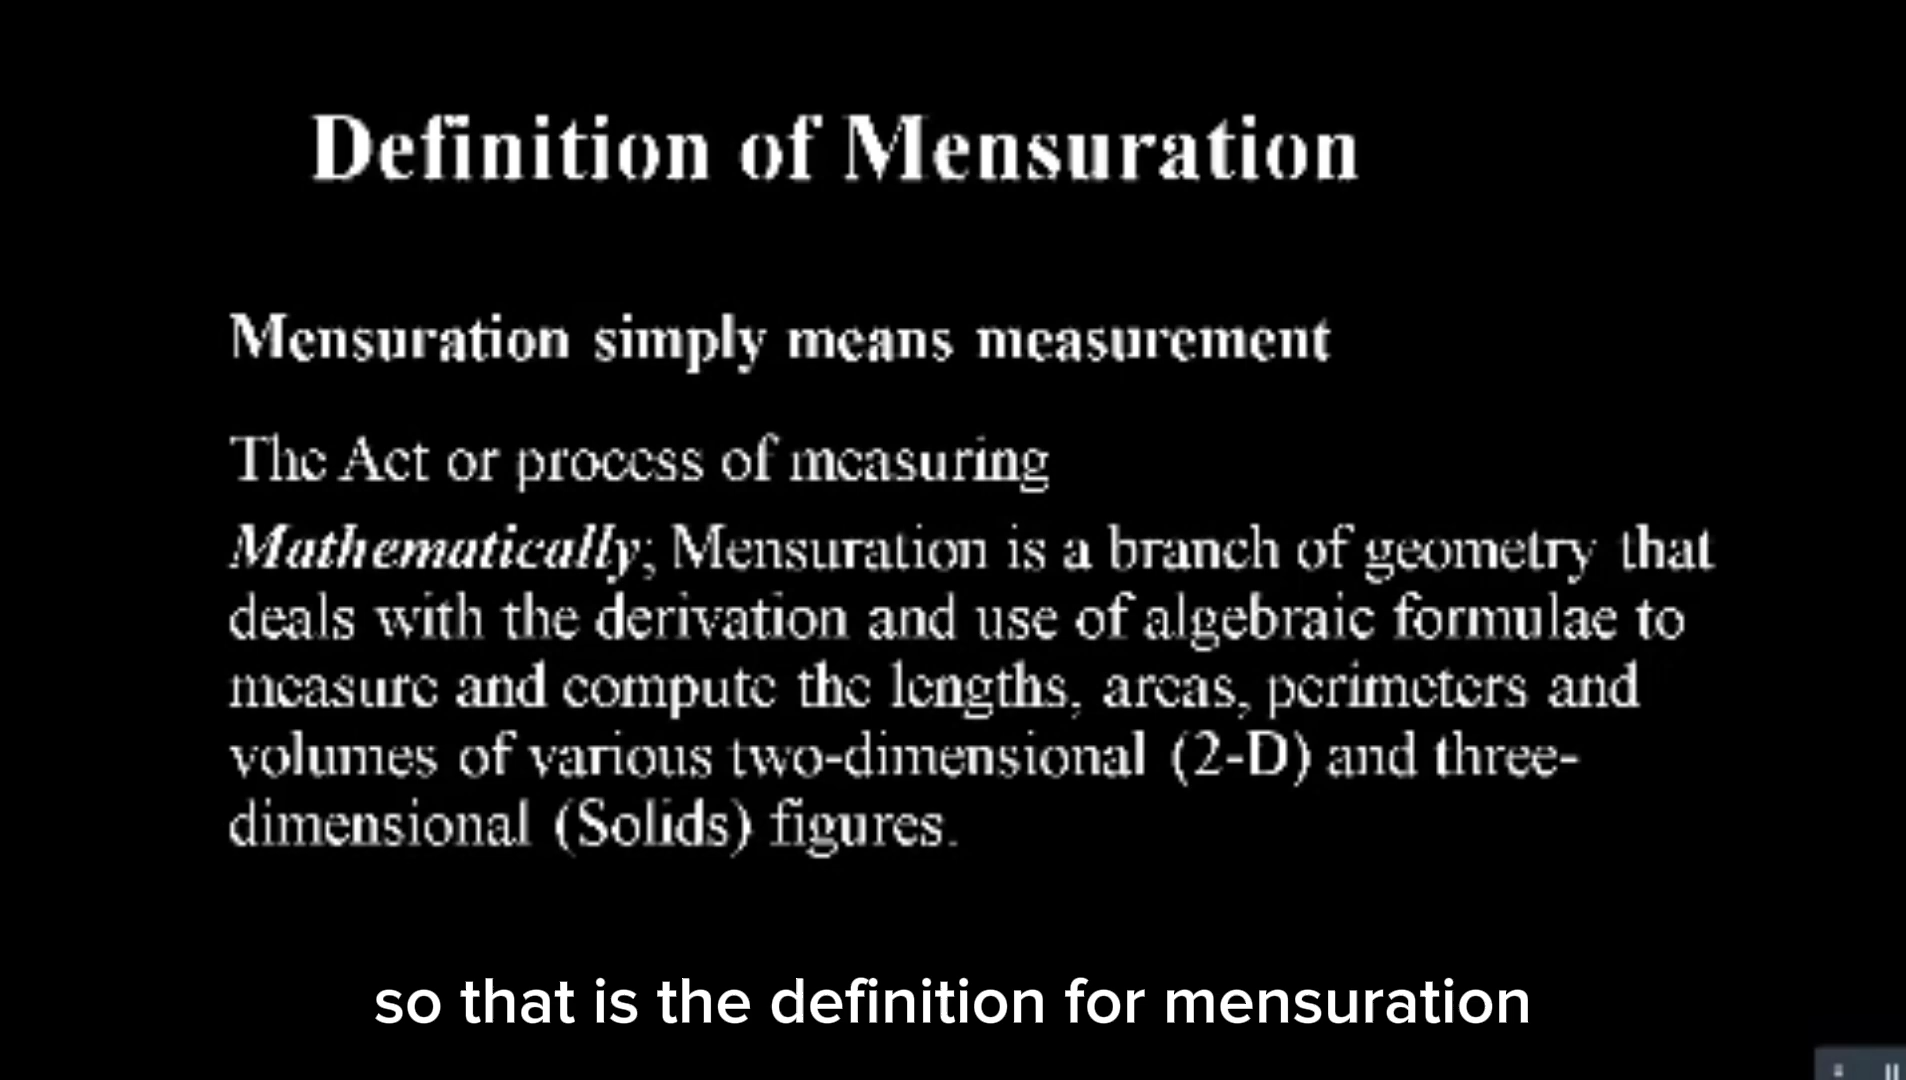 Definition of Mensuration
Mensuration simply means measurement
The Act or process of measuring
Mathematically; Mensuration is a branch of geometry that
deals with the derivation and use of algebraic formulae to
measure and compute the lengths, areas, perimeters and
volumes of various two-dimensional (2-D) and three-
dimensional (Solids) figures.
so that is the definition for mensuration